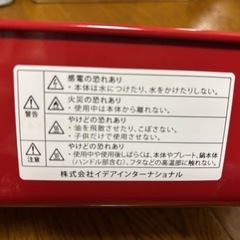 感電の恐れあり
・本体は水につけたり、水をかけたりしない。
警告
火災の恐れあり
・使用中は本体から離れない。
やけどの恐れあり
・油を飛散させたり、こぼさない。
・子供だけで使用しない。
注意
やけどの恐れあり
・使用中や使用後しばらくは、本体やプレート、鍋本体
(ハンドル部含む)、フタなどの高温部に触れない。
株式会社イデアインターナショナル